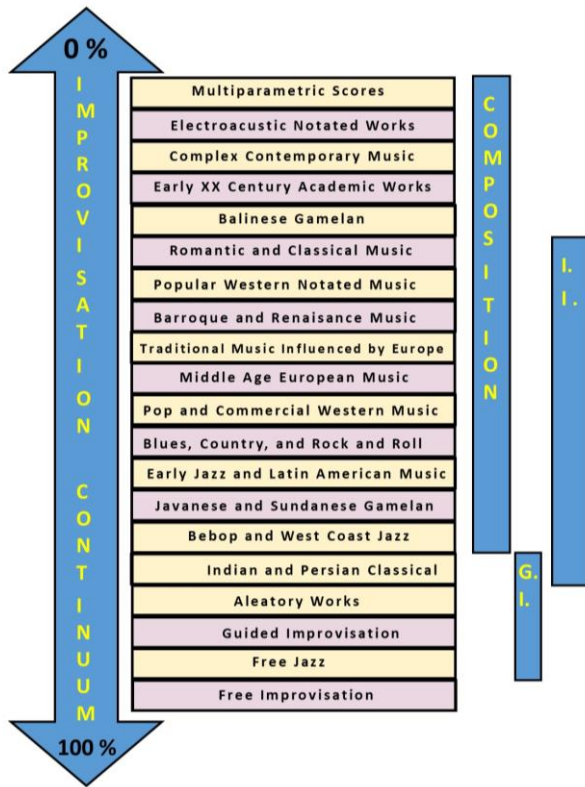 0 %
IMPROVISATION CONTINUUM
100 %
Multiparametric Scores
Electroacustic Notated Works
Complex Contemporary Music
Early XX Century Academic Works
Balinese Gamelan
Romantic and Classical Music
Popular Western Notated Music
Barroque and Renaisance Music
Traditional Music Influenced by Europe
Middle Age European Music
Pop and Commercial Western Music
Blues, Country, and Rock and Roll
Early Jazz and Latin American Music
Javanese and Sundanese Gamelan
Bebop and West Coast Jazz
Indian and Persian Classical
Aleatory Works
Guided Improvisation
Free Jazz
Free Improvisation
COMPOSITION
G.
I.
I.
I.